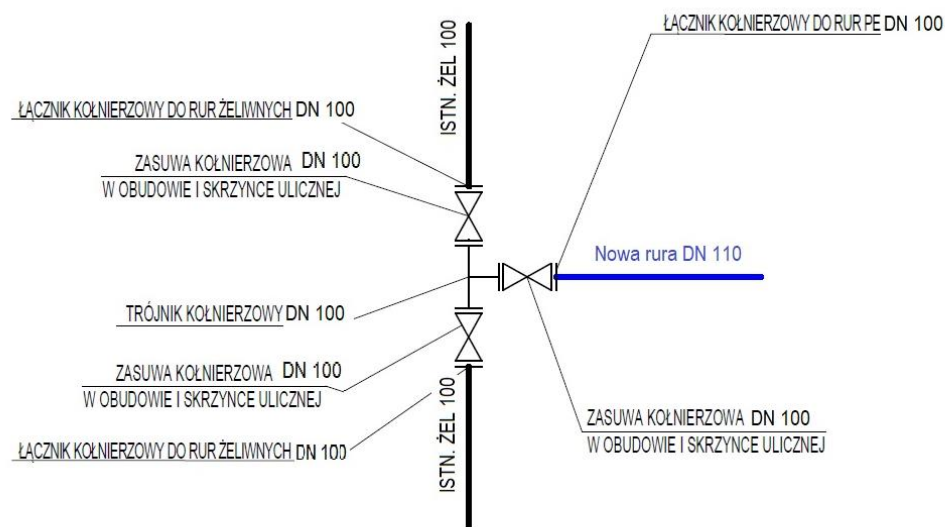 ŁĄCZNIK KOŁNIERZOWY DO RUR PE DN 100
ISTN. ŻEL 100
ŁĄCZNIK KOŁNIERZOWY DO RUR ŻELIWNYCH DN 100
ZASUWA KOŁNIERZOWA DN 100
W OBUDOWIE I SKRZYNCE ULICZNEJ
Nowa rura DN 110
TRÓJNIK KOŁNIERZOWY DN 100
ZASUWA KOŁNIERZOWA DN 100
W OBUDOWIE I SKRZYNCE ULICZNEJ
ZASUWA KOŁNIERZOWA DN 100
W OBUDOWIE I SKRZYNCE ULICZNEJ
ŁĄCZNIK KOŁNIERZOWY DO RUR ŻELIWNYCH DN 100
ISTN. ŻEL 100